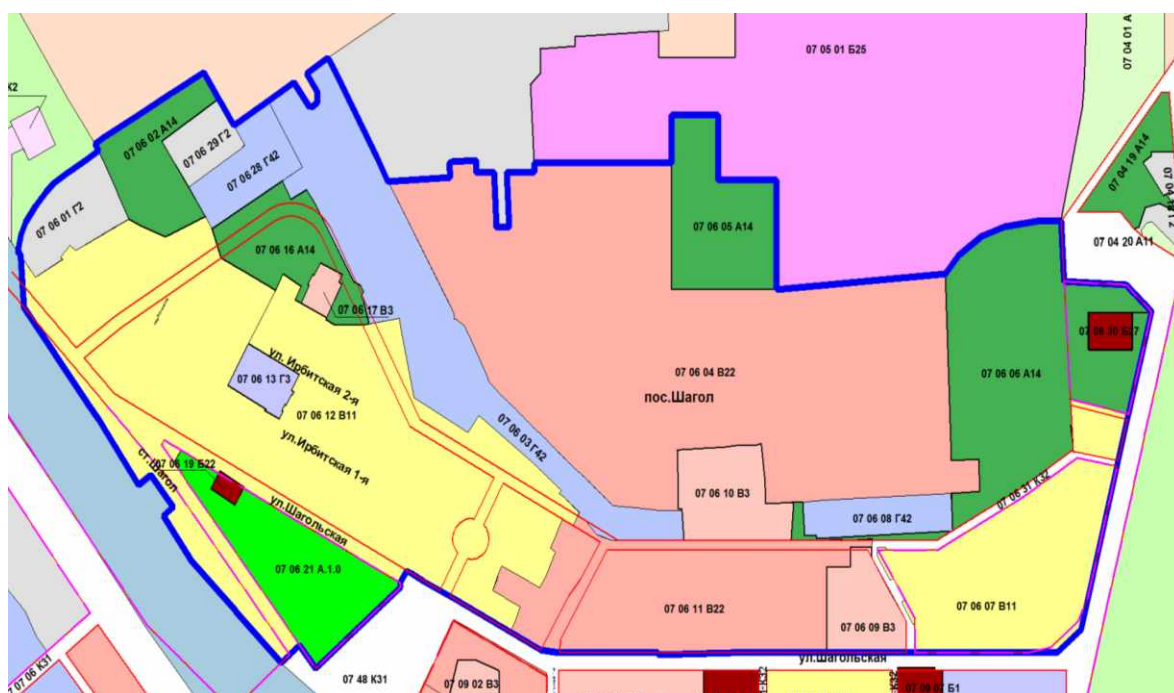 07 05 01 Б25
07 04 01 А
К2
07 06 02 А14
07 06 29 Г2
07 06 28 Г42
07 06 01 Г2
07 04 19 А14
07 04 20 А11
07 06 05 А14
07 06 16 А14
07 06 17 В3
07 06 04 В22
пос.Шагол
07 06 06 А14
ул. Ирбитская 2-я
07 06 13 Г3
07 06 12 В11
07 06 03 Г42
ул.Ирбитская 1-я
ст.Шагол
07 06 19 Б22
ул.Шагольская
07 06 10 В3
07 06 31 К32
07 06 08 Г42
07 06 21 А.1.0
07 06 11 В22
07 06 09 В3
07 06 07 В11
ул.Шагольская
07 48 К31
07 06 К31
07 09 02 В3
К32
К32
Б1